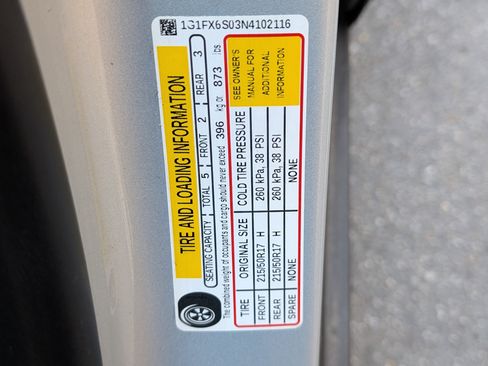 1G1FX6S03N4102116
TIRE AND LOADING INFORMATION
SEATING CAPACITY TOTAL 5 FRONT 2 REAR 3
The combined weight of occupants and cargo should never exceed 396 kg or 873 lbs
TIRE ORIGINAL SIZE COLD TIRE PRESSURE SEE OWNER'S
FRONT 215/50R17 H 260 kPa, 38 PSI MANUAL FOR
REAR 215/50R17 H 260 kPa, 38 PSI ADDITIONAL
SPARE NONE NONE INFORMATION